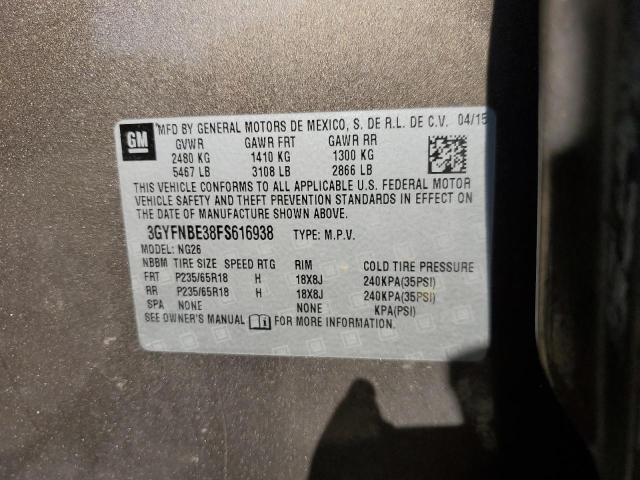 GM
MFD BY GENERAL MOTORS DE MEXICO, S. DE R.L. DE C.V. 04/15
GVWR GAWR FRT GAWR RR
2480 KG 1410 KG 1300 KG
5467 LB 3108 LB 2866 LB
THIS VEHICLE CONFORMS TO ALL APPLICABLE U.S. FEDERAL MOTOR
VEHICLE SAFETY AND THEFT PREVENTION STANDARDS IN EFFECT ON
THE DATE OF MANUFACTURE SHOWN ABOVE.
3GYFNBE38FS616938 TYPE: M.P.V.
MODEL: NG26
NBBM TIRE SIZE SPEED RTG RIM COLD TIRE PRESSURE
FRT P235/65R18 H 18X8J 240KPA(35PSI)
RR P235/65R18 H 18X8J 240KPA(35PSI)
SPA NONE NONE KPA(PSI)
SEE OWNER'S MANUAL FOR MORE INFORMATION.